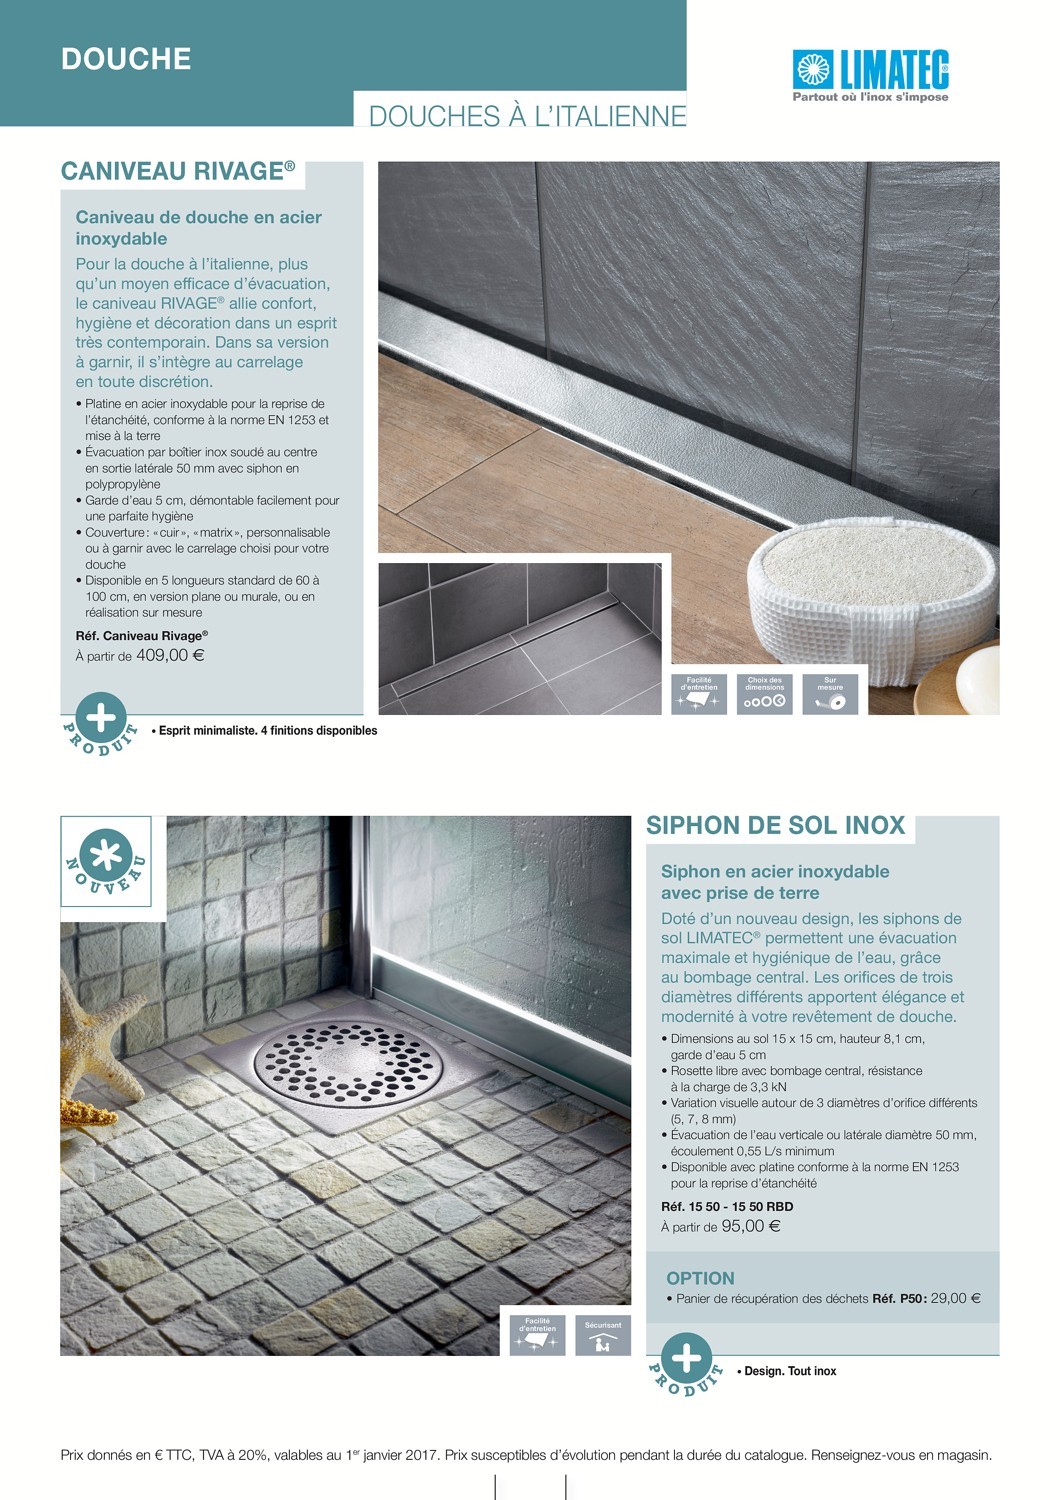 DOUCHE
LIMATEC®
Partout où l'inox s'impose
DOUCHES À L’ITALIENNE
CANIVEAU RIVAGE®
Caniveau de douche en acier
inoxydable
Pour la douche à l’italienne, plus
qu’un moyen efficace d’évacuation,
le caniveau RIVAGE® allie confort,
hygiène et décoration dans un esprit
très contemporain. Dans sa version
à garnir, il s’intègre au carrelage
en toute discrétion.
• Platine en acier inoxydable pour la reprise de
l’étanchéité, conforme à la norme EN 1253 et
mise à la terre
• Évacuation par boîtier inox soudé au centre
en sortie latérale 50 mm avec siphon en
polypropylène
• Garde d’eau 5 cm, démontable facilement pour
une parfaite hygiène
• Couverture : « cuir », « matrix », personnalisable
ou à garnir avec le carrelage choisi pour votre
douche
• Disponible en 5 longueurs standard de 60 à
100 cm, en version plane ou murale, ou en
réalisation sur mesure
Réf. Caniveau Rivage®
À partir de 409,00 €
Facilité
d'entretien
Choix des
dimensions
Sur
mesure
+
PRODUIT
• Esprit minimaliste. 4 finitions disponibles
NOUVEAU
SIPHON DE SOL INOX
Siphon en acier inoxydable
avec prise de terre
Doté d’un nouveau design, les siphons de
sol LIMATEC® permettent une évacuation
maximale et hygiénique de l’eau, grâce
au bombage central. Les orifices de trois
diamètres différents apportent élégance et
modernité à votre revêtement de douche.
• Dimensions au sol 15 x 15 cm, hauteur 8,1 cm,
garde d’eau 5 cm
• Rosette libre avec bombage central, résistance
à la charge de 3,3 kN
• Variation visuelle autour de 3 diamètres d’orifice différents
(5, 7, 8 mm)
• Évacuation de l’eau verticale ou latérale diamètre 50 mm,
écoulement 0,55 L/s minimum
• Disponible avec platine conforme à la norme EN 1253
pour la reprise d’étanchéité
Réf. 15 50 - 15 50 RBD
À partir de 95,00 €
OPTION
• Panier de récupération des déchets Réf. P50 : 29,00 €
Facilité
d'entretien
Sécurisant
+
PRODUIT
• Design. Tout inox
Prix donnés en € TTC, TVA à 20%, valables au 1er janvier 2017. Prix susceptibles d’évolution pendant la durée du catalogue. Renseignez-vous en magasin.